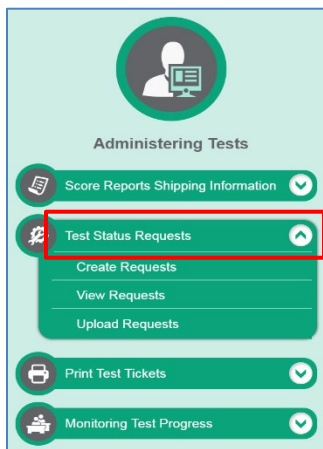 Administering Tests
Score Reports Shipping Information
Test Status Requests
Create Requests
View Requests
Upload Requests
Print Test Tickets
Monitoring Test Progress